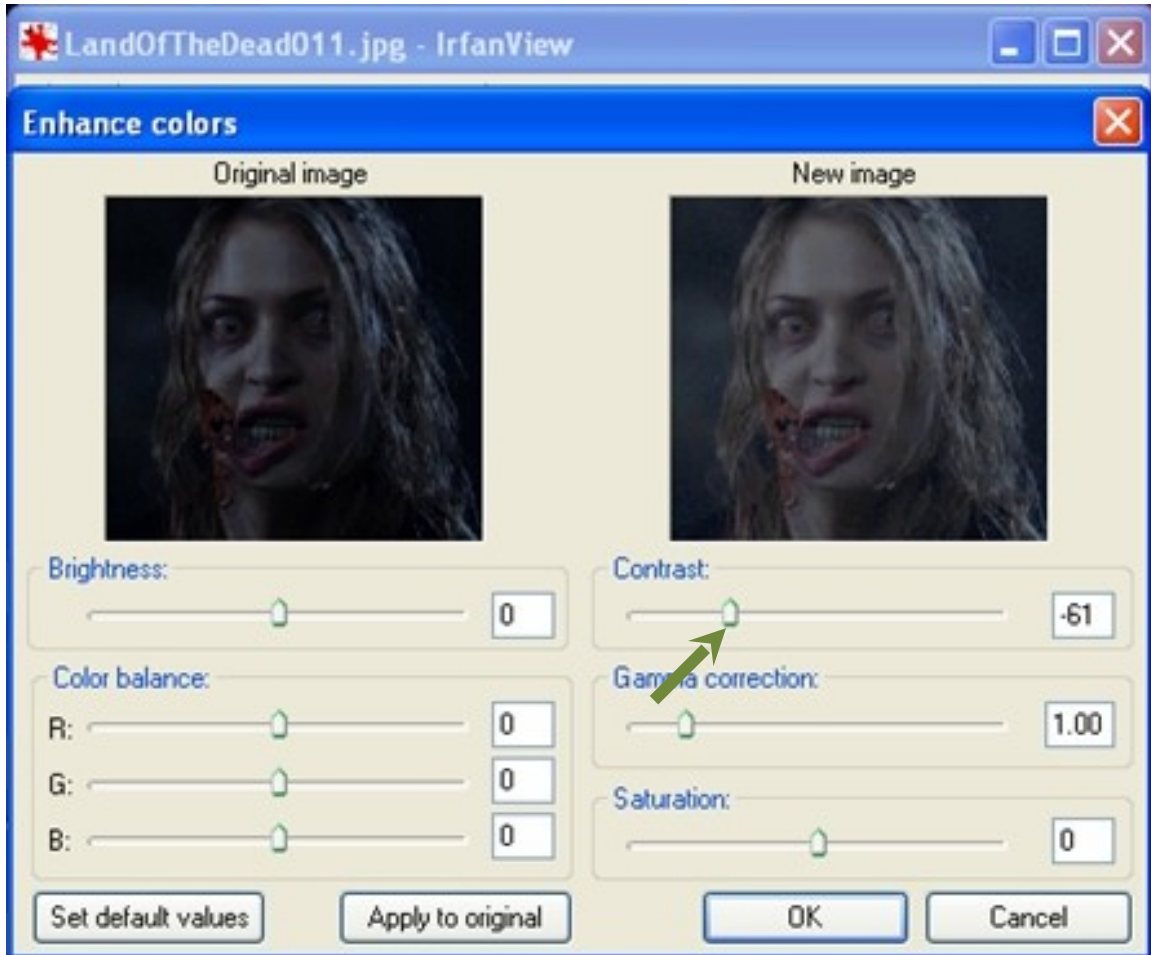 LandOfTheDead011.jpg - IrfanView
Enhance colors
Original image
New image
Brightness:
0
Contrast:
-61
Color balance:
R:
0
G:
0
B:
0
Gamma correction:
1.00
Saturation:
0
Set default values
Apply to original
OK
Cancel